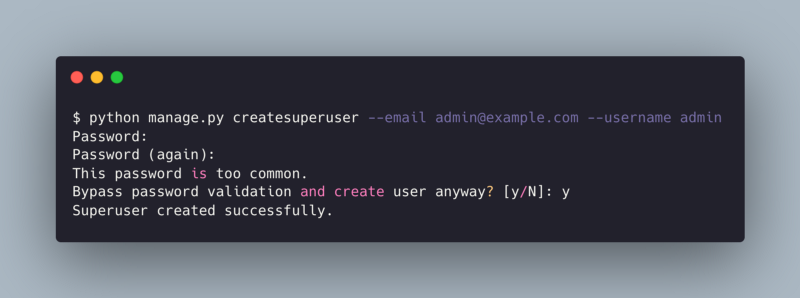 $ python manage.py createsuperuser --email admin@example.com --username admin
Password:
Password (again):
This password is too common.
Bypass password validation and create user anyway? [y/N]: y
Superuser created successfully.